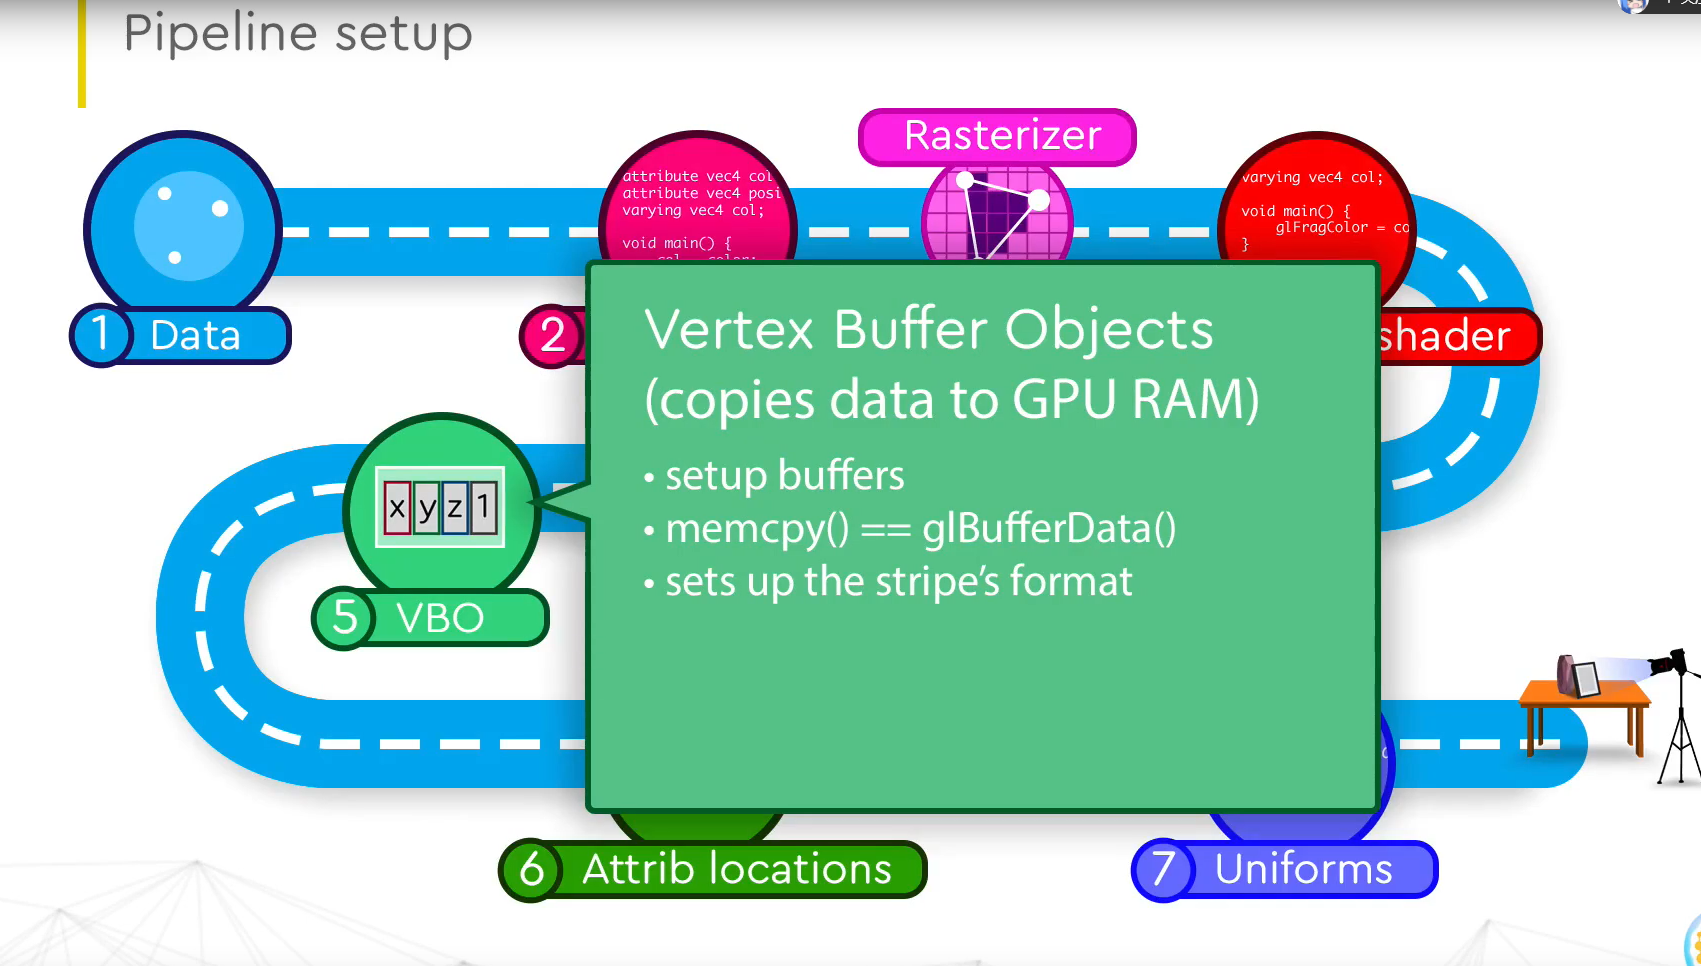 Pipeline setup
Rasterizer
attribute vec4 col
attribute vec4 posi
varying vec4 col;
void main() {
varying vec4 col;
void main() {
glFragColor = co
}
1 Data
2
shader
Vertex Buffer Objects
(copies data to GPU RAM)
• setup buffers
• memcpy() == glBufferData()
• sets up the stripe's format
x y z 1
5 VBO
6 Attrib locations
7 Uniforms